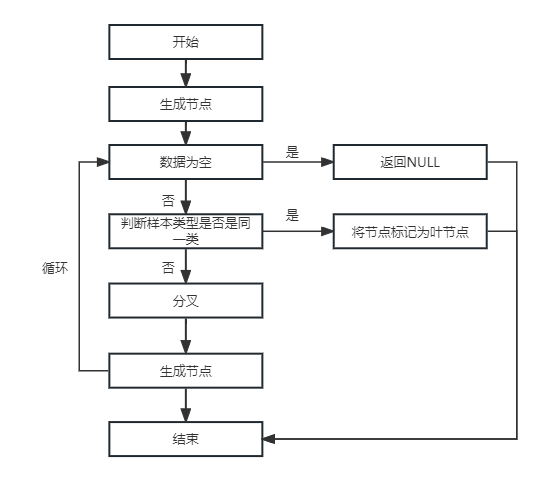 开始
生成节点
数据为空
是
返回NULL
否
判断样本类型是否是同
一类
是
将节点标记为叶节点
否
循环
分叉
生成节点
结束